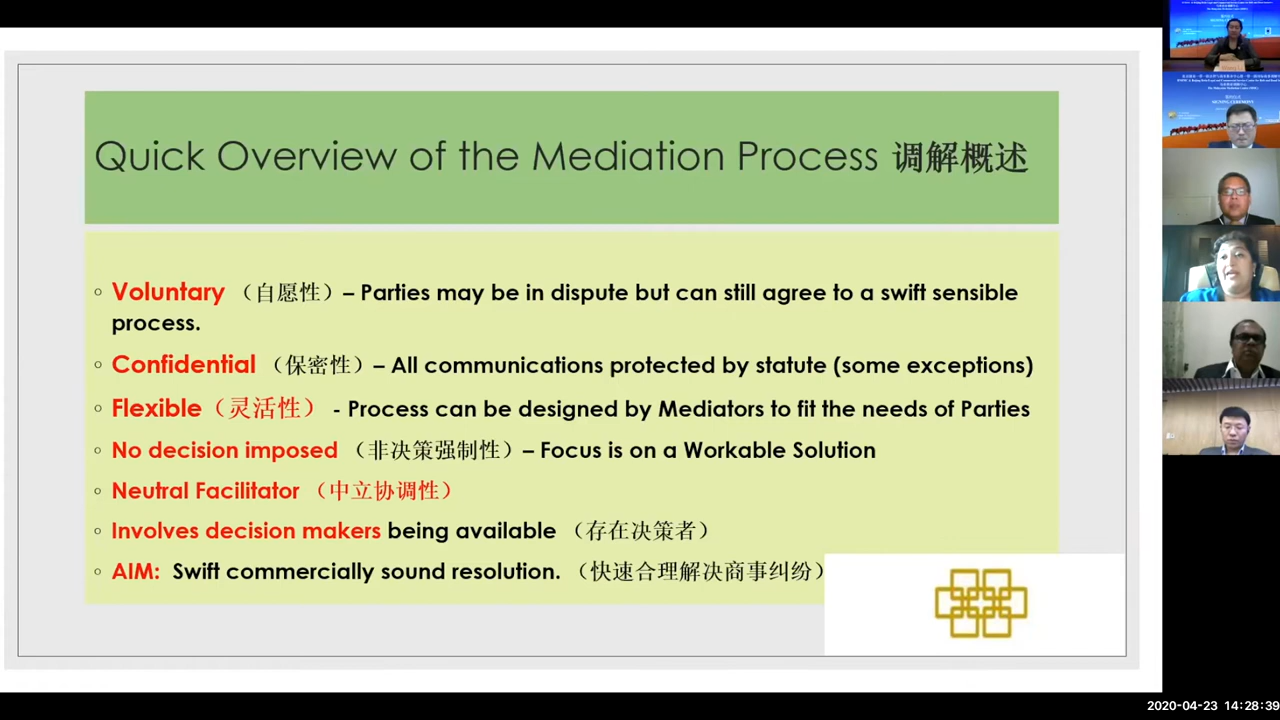 Quick Overview of the Mediation Process 调解概述
◦ Voluntary （自愿性）– Parties may be in dispute but can still agree to a swift sensible
process.
◦ Confidential （保密性）– All communications protected by statute (some exceptions)
◦ Flexible（灵活性） - Process can be designed by Mediators to fit the needs of Parties
◦ No decision imposed （非决策强制性）– Focus is on a Workable Solution
◦ Neutral Facilitator （中立协调性）
◦ Involves decision makers being available （存在决策者）
◦ AIM: Swift commercially sound resolution. （快速合理解决商事纠纷）
SIGNING CEREMONY
2020-04-23 14:28:39